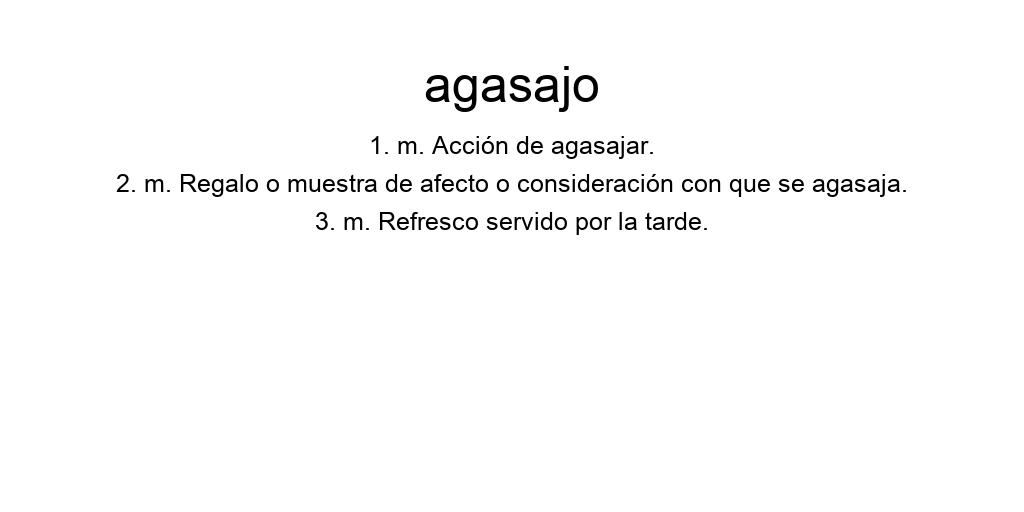 agasajo
1. m. Acción de agasajar.
2. m. Regalo o muestra de afecto o consideración con que se agasaja.
3. m. Refresco servido por la tarde.